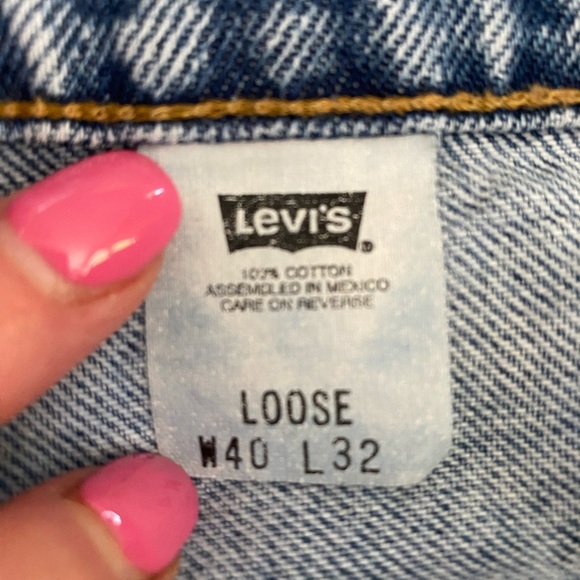 Levi's ®
100% COTTON
ASSEMBLED IN MEXICO
CARE ON REVERSE
LOOSE
W40 L32